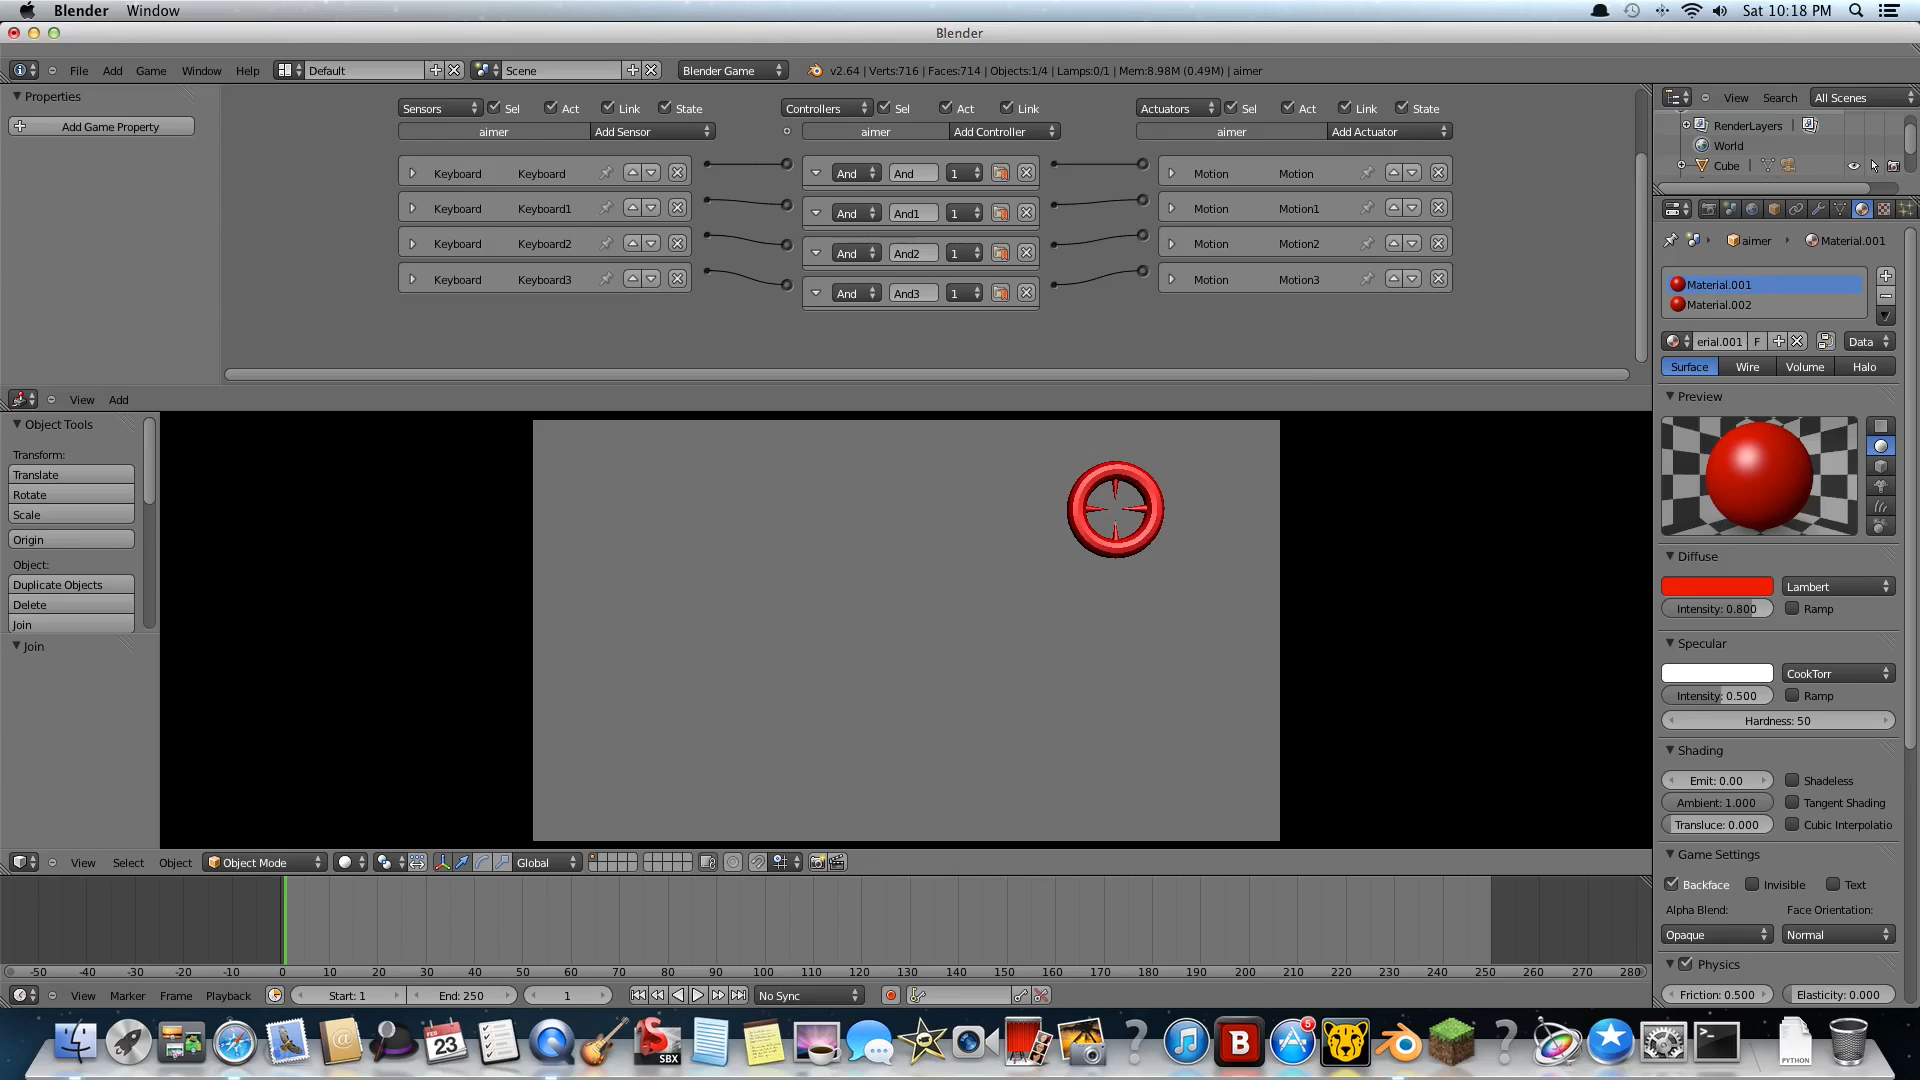 Blender Window Sat 10:18 PM
Blender
File Add Game Window Help Default Scene Blender Game v2.64 | Verts:716 | Faces:714 | Objects:1/4 | Lamps:0/1 | Mem:8.98M (0.49M) | aimer
Properties
Add Game Property
Sensors Sel Act Link State Controllers Sel Act Link Actuators Sel Act Link State
aimer Add Sensor aimer Add Controller aimer Add Actuator
Keyboard Keyboard And And 1 Motion Motion
Keyboard Keyboard1 And And1 1 Motion Motion1
Keyboard Keyboard2 And And2 1 Motion Motion2
Keyboard Keyboard3 And And3 1 Motion Motion3
View Add
View Search All Scenes
RenderLayers
World
Cube
aimer Material.001
Material.001
Material.002
erial.001 F Data
Surface Wire Volume Halo
Preview
Diffuse
Lambert
Intensity: 0.800 Ramp
Specular
CookTorr
Intensity: 0.500 Ramp
Hardness: 50
Shading
Emit: 0.00 Shadeless
Ambient: 1.000 Tangent Shading
Transluce: 0.000 Cubic Interpolatio
Game Settings
Backface Invisible Text
Alpha Blend: Face Orientation:
Opaque Normal
Physics
Friction: 0.500 Elasticity: 0.000
Object Tools
Transform:
Translate
Rotate
Scale
Origin
Object:
Duplicate Objects
Delete
Join
Join
View Select Object Object Mode Global
-50 -40 -30 -20 -10 0 10 20 30 40 50 60 70 80 90 100 110 120 130 140 150 160 170 180 190 200 210 220 230 240 250 260 270 280
View Marker Frame Playback Start: 1 End: 250 1 No Sync
FEB
23
SBX
B
5
PYTHON